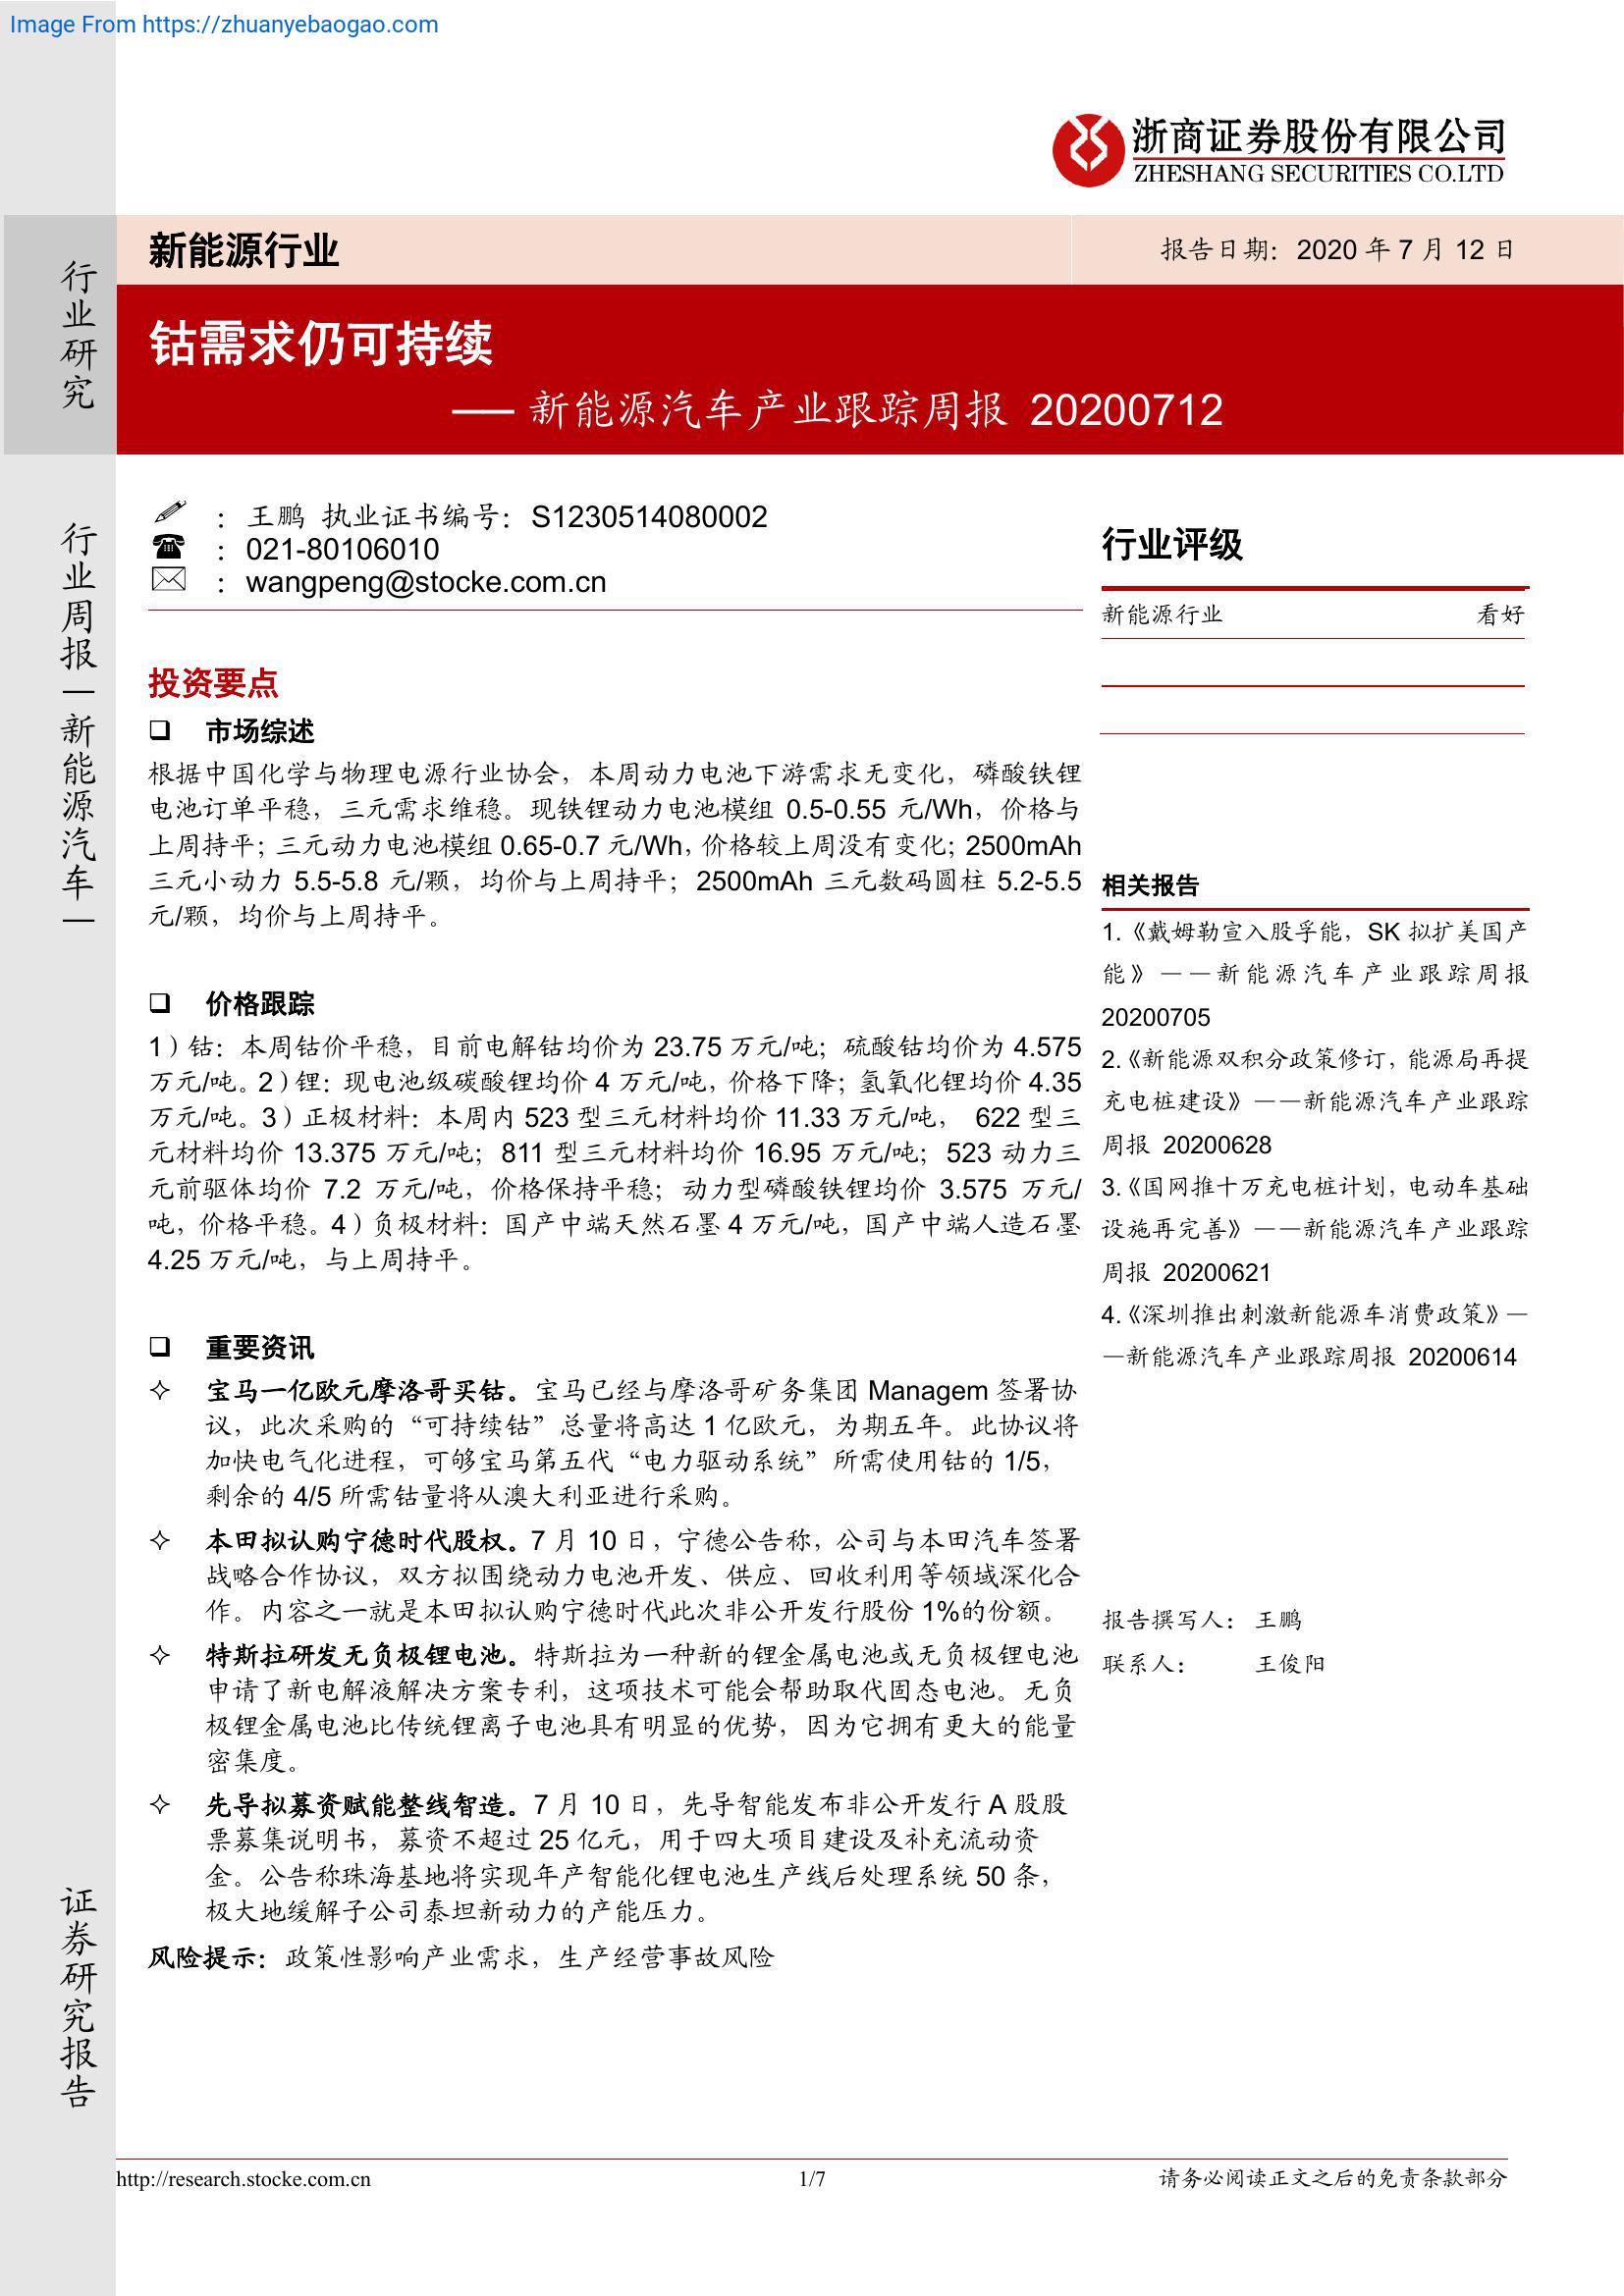 Image From https://zhuanyebaogao.com
浙商证券股份有限公司
ZHESHANG SECURITIES CO.LTD
行业研究
新能源行业
报告日期：2020 年 7 月 12 日
钴需求仍可持续
—— 新能源汽车产业跟踪周报 20200712
行业周报｜新能源汽车｜
：王鹏 执业证书编号：S1230514080002
：021-80106010
：wangpeng@stocke.com.cn
投资要点
❑ 市场综述
根据中国化学与物理电源行业协会，本周动力电池下游需求无变化，磷酸铁锂
电池订单平稳，三元需求维稳。现铁锂动力电池模组 0.5-0.55 元/Wh，价格与
上周持平；三元动力电池模组 0.65-0.7 元/Wh，价格较上周没有变化；2500mAh
三元小动力 5.5-5.8 元/颗，均价与上周持平；2500mAh 三元数码圆柱 5.2-5.5
元/颗，均价与上周持平。
❑ 价格跟踪
1）钴：本周钴价平稳，目前电解钴均价为 23.75 万元/吨；硫酸钴均价为 4.575
万元/吨。2）锂：现电池级碳酸锂均价 4 万元/吨，价格下降；氢氧化锂均价 4.35
万元/吨。3）正极材料：本周内 523 型三元材料均价 11.33 万元/吨， 622 型三
元材料均价 13.375 万元/吨；811 型三元材料均价 16.95 万元/吨；523 动力三
元前驱体均价 7.2 万元/吨，价格保持平稳；动力型磷酸铁锂均价 3.575 万元/
吨，价格平稳。4）负极材料：国产中端天然石墨 4 万元/吨，国产中端人造石墨
4.25 万元/吨，与上周持平。
❑ 重要资讯
✧ 宝马一亿欧元摩洛哥买钴。宝马已经与摩洛哥矿务集团 Managem 签署协
议，此次采购的“可持续钴”总量将高达 1 亿欧元，为期五年。此协议将
加快电气化进程，可够宝马第五代“电力驱动系统”所需使用钴的 1/5，
剩余的 4/5 所需钴量将从澳大利亚进行采购。
✧ 本田拟认购宁德时代股权。7 月 10 日，宁德公告称，公司与本田汽车签署
战略合作协议，双方拟围绕动力电池开发、供应、回收利用等领域深化合
作。内容之一就是本田拟认购宁德时代此次非公开发行股份 1%的份额。
✧ 特斯拉研发无负极锂电池。特斯拉为一种新的锂金属电池或无负极锂电池
申请了新电解液解决方案专利，这项技术可能会帮助取代固态电池。无负
极锂金属电池比传统锂离子电池具有明显的优势，因为它拥有更大的能量
密集度。
✧ 先导拟募资赋能整线智造。7 月 10 日，先导智能发布非公开发行 A 股股
票募集说明书，募资不超过 25 亿元，用于四大项目建设及补充流动资
金。公告称珠海基地将实现年产智能化锂电池生产线后处理系统 50 条，
极大地缓解子公司泰坦新动力的产能压力。
风险提示：政策性影响产业需求，生产经营事故风险
行业评级
新能源行业 看好
相关报告
1.《戴姆勒宣入股孚能，SK 拟扩美国产
能》——新能源汽车产业跟踪周报
20200705
2.《新能源双积分政策修订，能源局再提
充电桩建设》——新能源汽车产业跟踪
周报 20200628
3.《国网推十万充电桩计划，电动车基础
设施再完善》——新能源汽车产业跟踪
周报 20200621
4.《深圳推出刺激新能源车消费政策》—
—新能源汽车产业跟踪周报 20200614
报告撰写人： 王鹏
联系人： 王俊阳
证券研究报告
http://research.stocke.com.cn
1/7
请务必阅读正文之后的免责条款部分